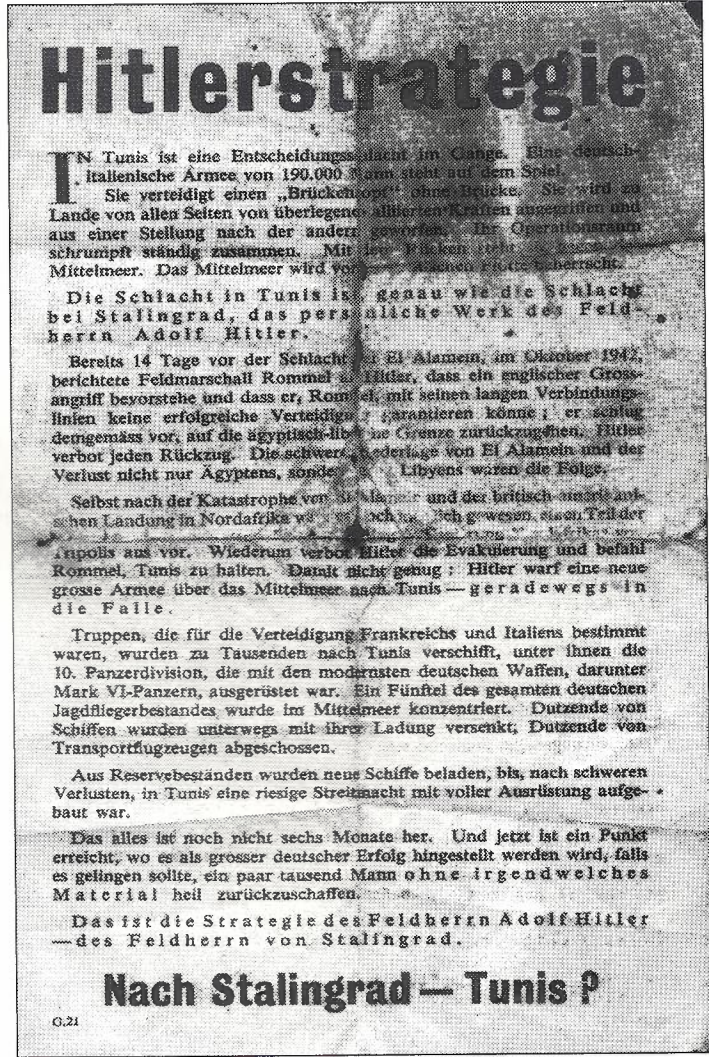 Hitlerstrategie
IN Tunis ist eine Entscheidungsschlacht im Gange. Eine deutsch-
italienische Armee von 190.000 Mann steht auf dem Spiel.
Sie verteidigt einen „Brückenkopf“ ohne Brücke. Sie wird zu
Lande von allen Seiten von überlegenen alliierten Kräften angegriffen und
aus einer Stellung nach der andern geworfen. Ihr Operationsraum
schrumpft ständig zusammen. Mit dem Rücken
Mittelmeer. Das Mittelmeer wird von Flotte beherrscht.
Die Schlacht in Tunis ist, genau wie die Schlacht
bei Stalingrad, das persönliche Werk des Feld-
herrn Adolf Hitler.
Bereits 14 Tage vor der Schlacht bei El Alamein, im Oktober 1942,
berichtete Feldmarschall Rommel an Hitler, dass ein englischer Gross-
angriff bevorstehe und dass er, Rommel, mit seinen langen Verbindungs-
linien keine erfolgreiche Verteidigung garantieren könne; er schlug
demgemäss vor, auf die ägyptisch-libysche Grenze zurückzugehen. Hitler
verbot jeden Rückzug. Die schwere Niederlage von El Alamein und der
Verlust nicht nur Ägyptens, sondern Libyens waren die Folge.
Selbst nach der Katastrophe von El Alamein und der britisch-amerikani-
schen Landung in Nordafrika gewesen, einen Teil der
Tripolis aus vor. Wiederum verbot Hitler die Evakuierung und befahl
Rommel, Tunis zu halten. Damit nicht genug: Hitler warf eine neue
grosse Armee über das Mittelmeer nach Tunis — geradewegs in
die Falle.
Truppen, die für die Verteidigung Frankreichs und Italiens bestimmt
waren, wurden zu Tausenden nach Tunis verschifft, unter ihnen die
10. Panzerdivision, die mit den modernsten deutschen Waffen, darunter
Mark VI-Panzern, ausgerüstet war. Ein Fünftel des gesamten deutschen
Jagdfliegerbestandes wurde im Mittelmeer konzentriert. Dutzende von
Schiffen wurden unterwegs mit ihrer Ladung versenkt, Dutzende von
Transportflugzeugen abgeschossen.
Aus Reservebeständen wurden neue Schiffe beladen, bis, nach schweren
Verlusten, in Tunis eine riesige Streitmacht mit voller Ausrüstung aufge-
baut war.
Das alles ist noch nicht sechs Monate her. Und jetzt ist ein Punkt
erreicht, wo es als grosser deutscher Erfolg hingestellt werden wird, falls
es gelingen sollte, ein paar tausend Mann ohne irgendwelches
Material heil zurückzuschaffen.
Das ist die Strategie des Feldherrn Adolf Hitler
—des Feldherrn von Stalingrad.
Nach Stalingrad — Tunis?
G.21